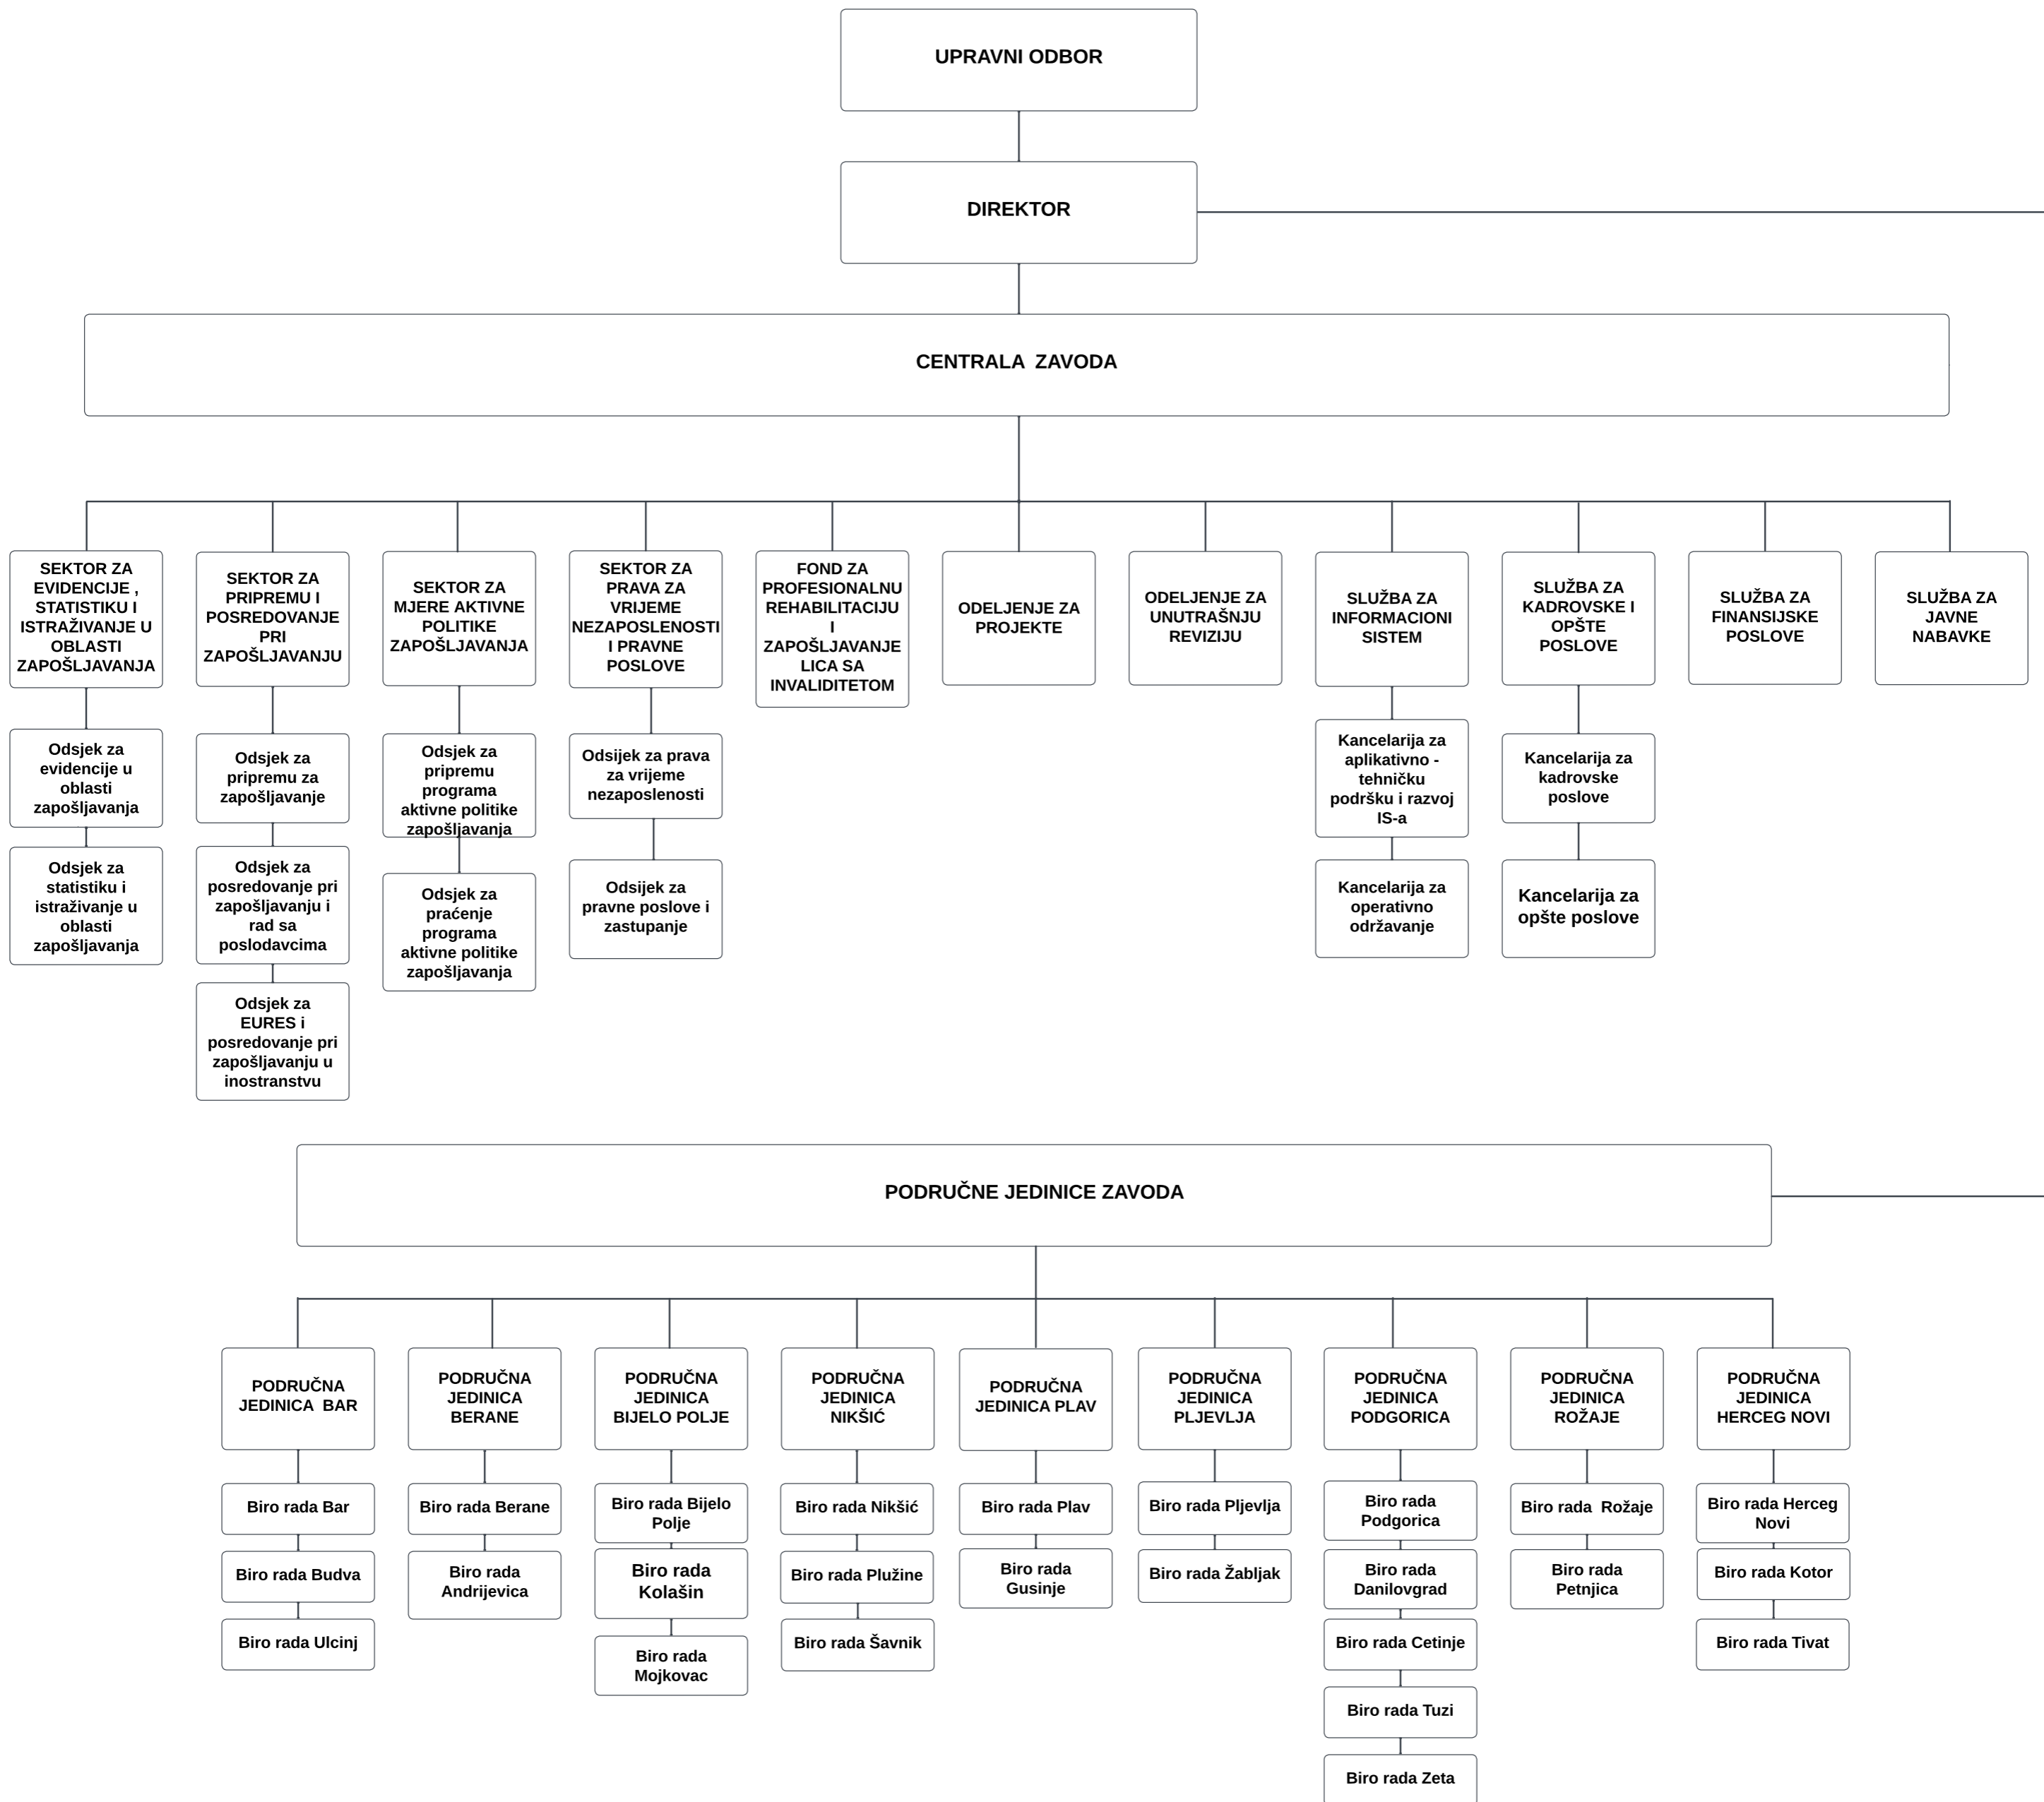 UPRAVNI ODBOR
DIREKTOR
CENTRALA  ZAVODA
SEKTOR ZA
EVIDENCIJE ,
STATISTIKU I
ISTRAŽIVANJE U
OBLASTI
ZAPOŠLJAVANJA
SEKTOR ZA
PRIPREMU I
POSREDOVANJE
PRI
ZAPOŠLJAVANJU
SEKTOR ZA
MJERE AKTIVNE
POLITIKE
ZAPOŠLJAVANJA
SEKTOR ZA
PRAVA ZA
VRIJEME
NEZAPOSLENOSTI
I PRAVNE
POSLOVE
FOND ZA
PROFESIONALNU
REHABILITACIJU
I
ZAPOŠLJAVANJE
LICA SA
INVALIDITETOM
ODELJENJE ZA
PROJEKTE
ODELJENJE ZA
UNUTRAŠNJU
REVIZIJU
SLUŽBA ZA
INFORMACIONI
SISTEM
SLUŽBA ZA
KADROVSKE I
OPŠTE
POSLOVE
SLUŽBA ZA
FINANSIJSKE
POSLOVE
SLUŽBA ZA
JAVNE
NABAVKE
Odsjek za
evidencije u
oblasti
zapošljavanja
Odsjek za
pripremu za
zapošljavanje
Odsjek za
pripremu
programa
aktivne politike
zapošljavanja
Odsijek za prava
za vrijeme
nezaposlenosti
Kancelarija za
aplikativno -
tehničku
podršku i razvoj
IS-a
Kancelarija za
kadrovske
poslove
Odsjek za
statistiku i
istraživanje u
oblasti
zapošljavanja
Odsjek za
posredovanje pri
zapošljavanju i
rad sa
poslodavcima
Odsjek za
praćenje
programa
aktivne politike
zapošljavanja
Odsijek za
pravne poslove i
zastupanje
Kancelarija za
operativno
održavanje
Kancelarija za
opšte poslove
Odsjek za
EURES i
posredovanje pri
zapošljavanju u
inostranstvu
PODRUČNE JEDINICE ZAVODA
PODRUČNA
JEDINICA  BAR
PODRUČNA
JEDINICA
BERANE
PODRUČNA
JEDINICA
BIJELO POLJE
PODRUČNA
JEDINICA
NIKŠIĆ
PODRUČNA
JEDINICA PLAV
PODRUČNA
JEDINICA
PLJEVLJA
PODRUČNA
JEDINICA
PODGORICA
PODRUČNA
JEDINICA
ROŽAJE
PODRUČNA
JEDINICA
HERCEG NOVI
Biro rada Bar
Biro rada Berane
Biro rada Bijelo
Polje
Biro rada Nikšić
Biro rada Plav
Biro rada Pljevlja
Biro rada
Podgorica
Biro rada  Rožaje
Biro rada Herceg
Novi
Biro rada Budva
Biro rada
Andrijevica
Biro rada
Kolašin
Biro rada Plužine
Biro rada
Gusinje
Biro rada Žabljak
Biro rada
Danilovgrad
Biro rada
Petnjica
Biro rada Kotor
Biro rada Ulcinj
Biro rada
Mojkovac
Biro rada Šavnik
Biro rada Cetinje
Biro rada Tivat
Biro rada Tuzi
Biro rada Zeta